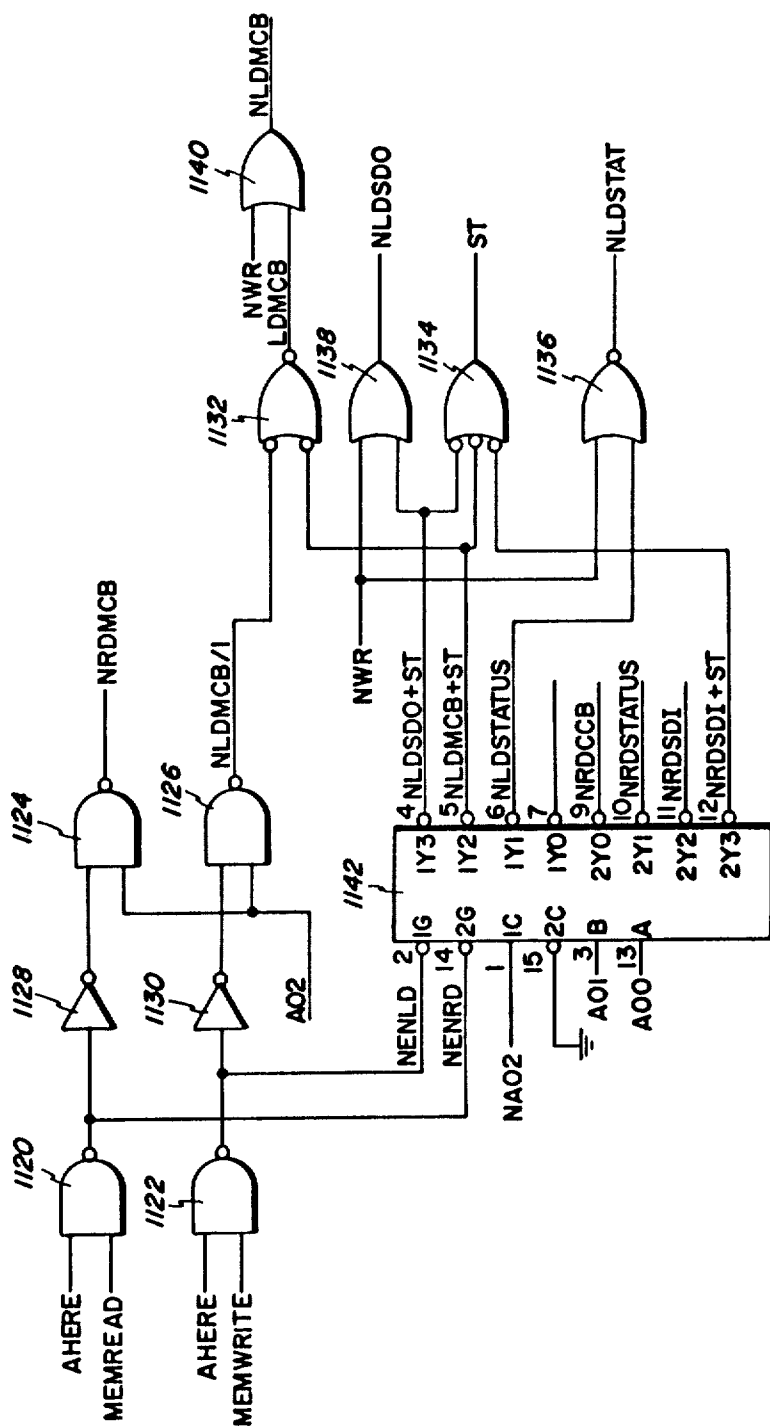 AHERE
MEMREAD
1120
1128
1124
NRDMCB
AHERE
MEMWRITE
1122
1130
1126
NLDMCB/1
A02
1132
NWR
LDMCB
1140
NLDMCB
NWR
1138
NLDSDO
1134
ST
1136
NLDSTAT
1142
NENLD 2 1G
NENRD 14 2G
NA02 1 1C
15 2C
A01 3 B
A00 13 A
1Y3 4 NLDSDO+ST
1Y2 5 NLDMCB+ST
1Y1 6 NLDSTATUS
1Y0 7
2Y0 9 NRDCCB
2Y1 10 NRDSTATUS
2Y2 11 NRDSDI
2Y3 12 NRDSDI+ST